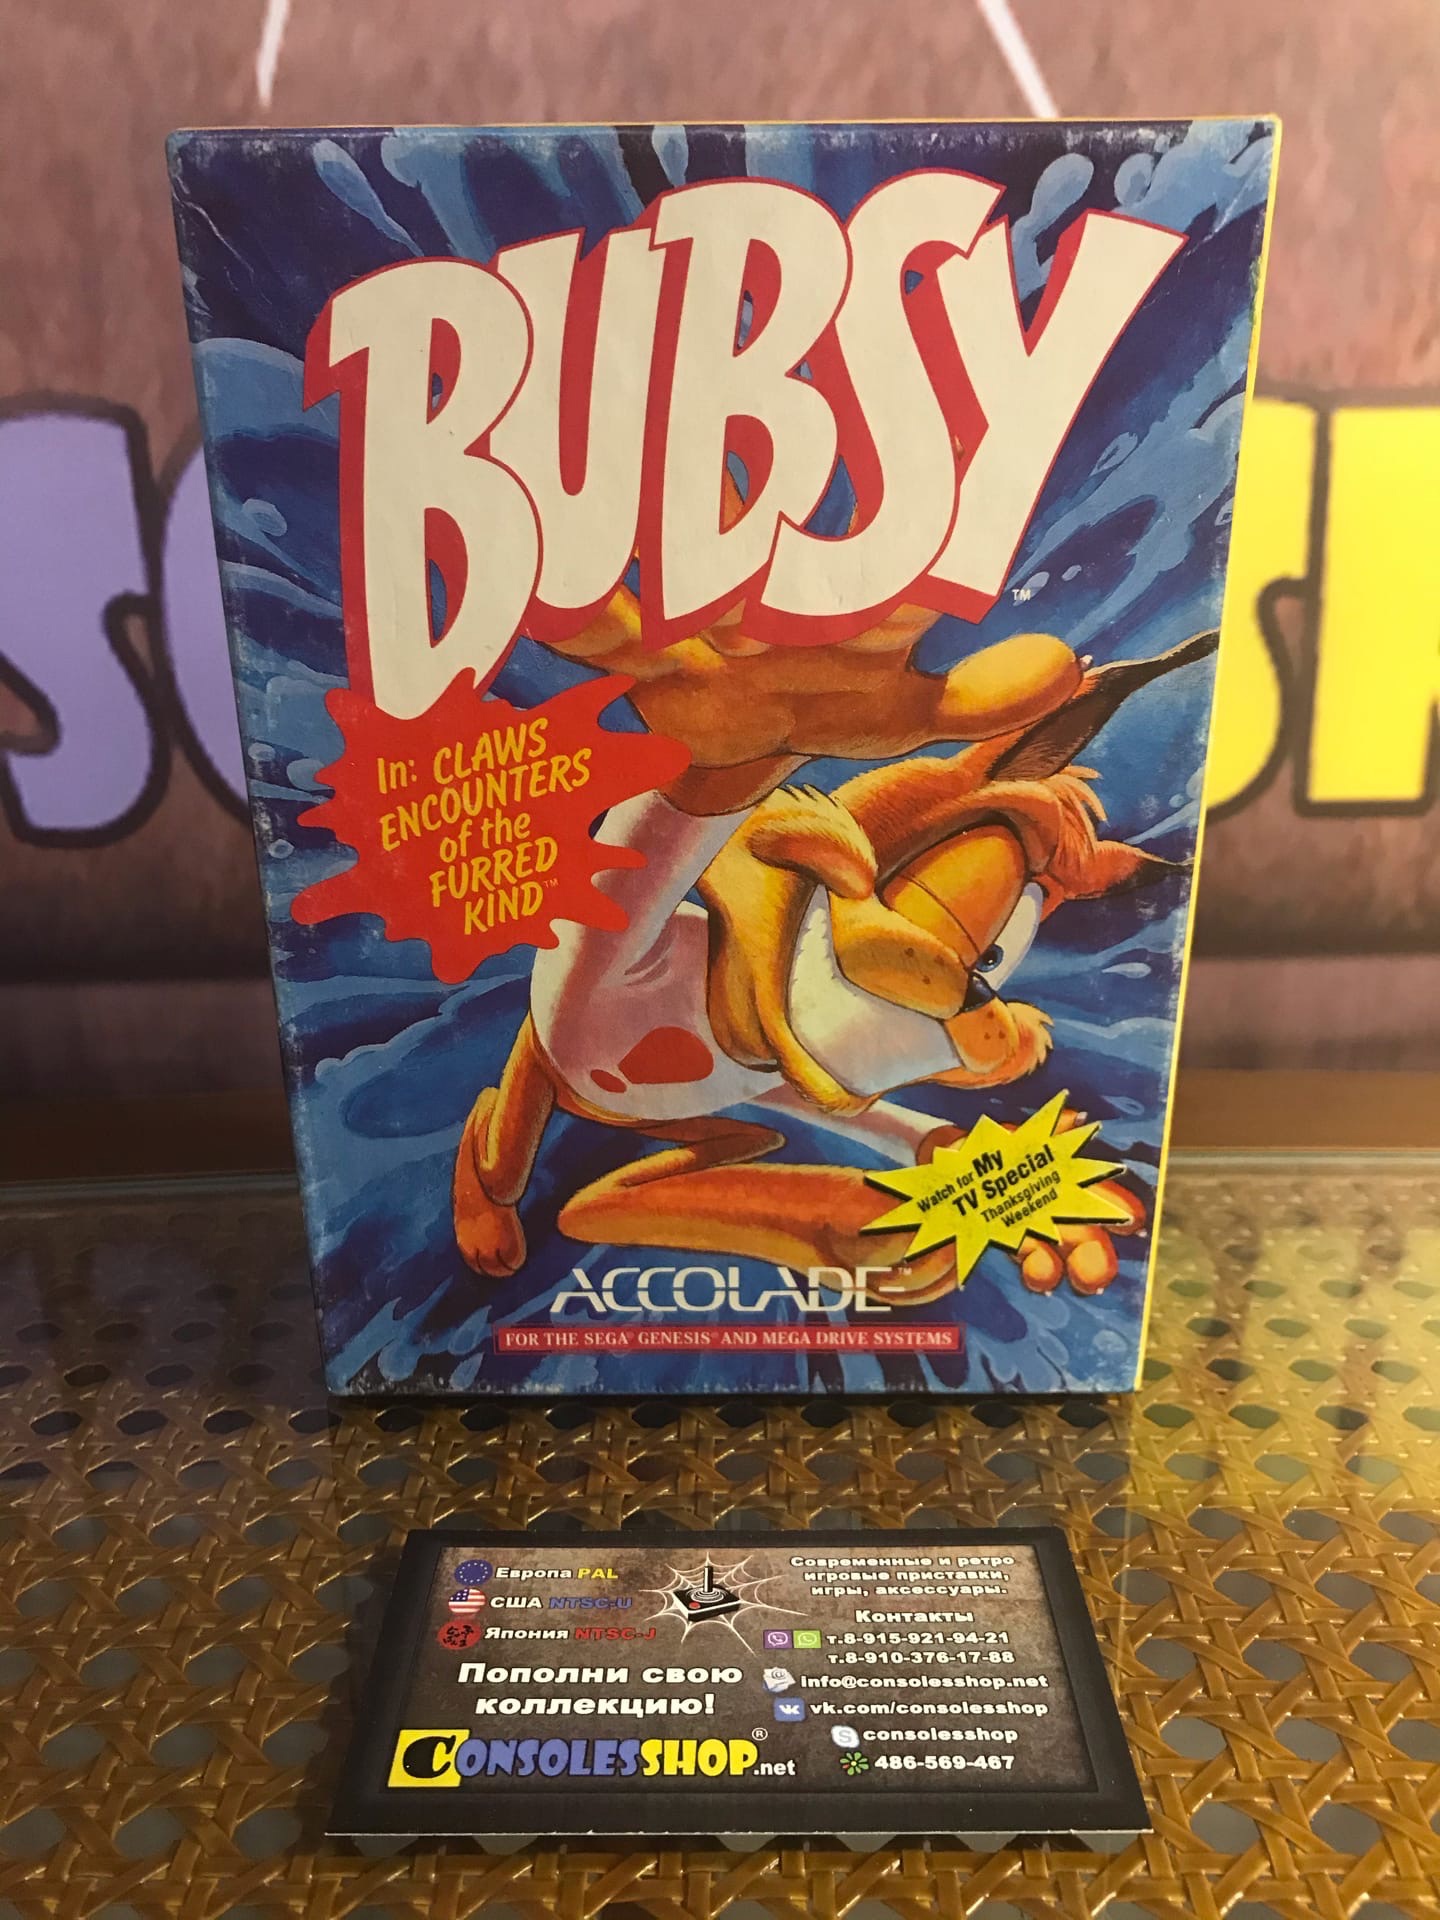 BUBSY
TM
In: CLAWS
ENCOUNTERS
of the
FURRED
KIND™
Watch for My
TV Special
Thanksgiving
Weekend
ACCOLADE™
FOR THE SEGA® GENESIS® AND MEGA DRIVE SYSTEMS
Европа PAL
США NTSC-U
Япония NTSC-J
Пополни свою
коллекцию!
CONSOLESSHOP®.net
Современные и ретро
игровые приставки,
игры, аксессуары.
Контакты
т.8-915-921-94-21
т.8-910-376-17-88
info@consolesshop.net
vk.com/consolesshop
consolesshop
486-569-467